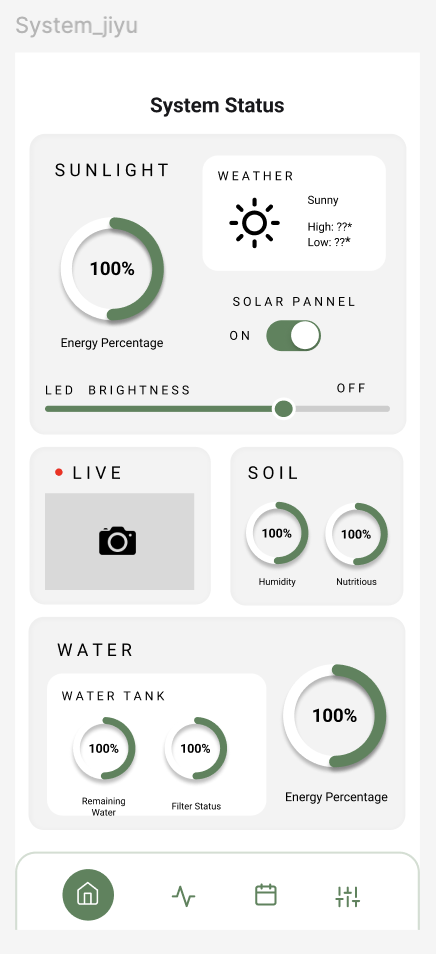 System_jiyu
System Status
SUNLIGHT
WEATHER
Sunny
High: ??*
Low: ??*
100%
Energy Percentage
SOLAR PANNEL
ON
LED BRIGHTNESS
OFF
LIVE
SOIL
100%
100%
Humidity
Nutritious
WATER
WATER TANK
100%
100%
Remaining
Water
Filter Status
100%
Energy Percentage